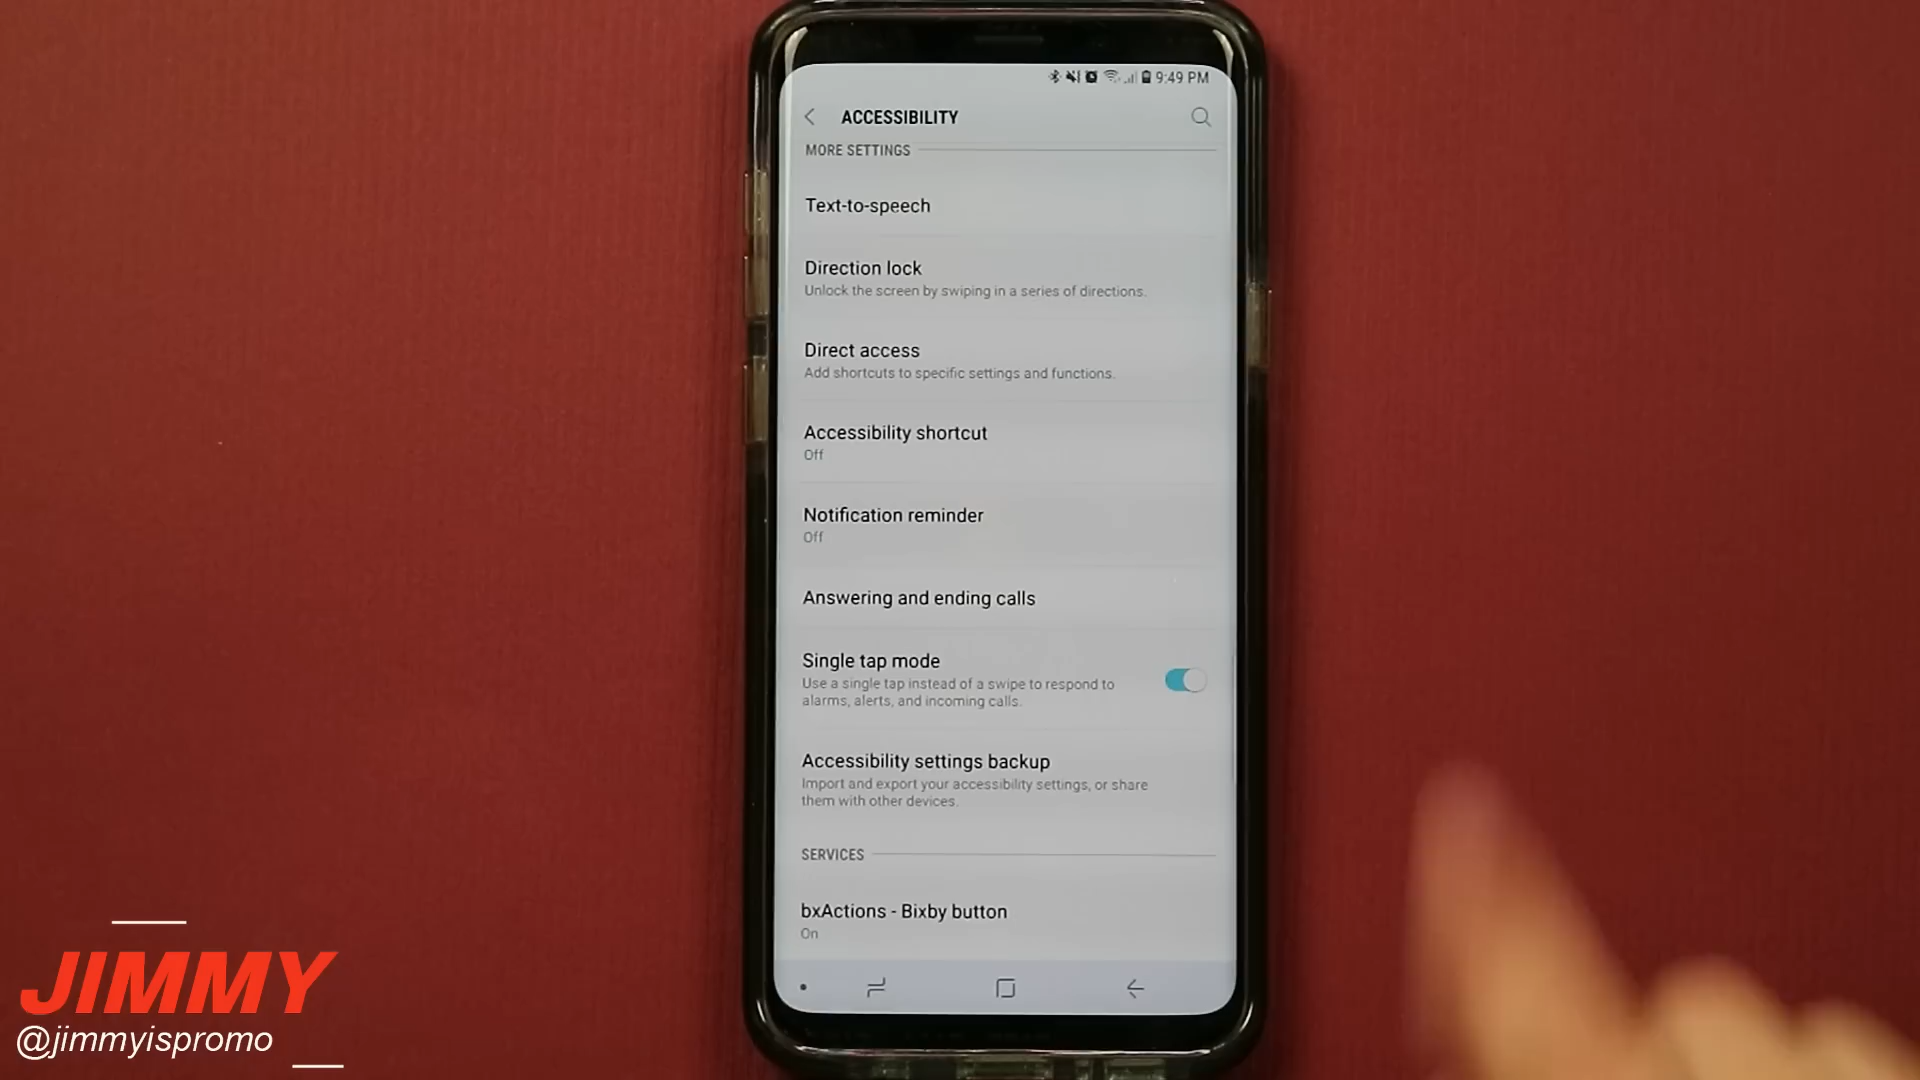 9:49 PM
ACCESSIBILITY
MORE SETTINGS
Text-to-speech
Direction lock
Unlock the screen by swiping in a series of directions.
Direct access
Add shortcuts to specific settings and functions.
Accessibility shortcut
Off
Notification reminder
Off
Answering and ending calls
Single tap mode
Use a single tap instead of a swipe to respond to
alarms, alerts, and incoming calls.
Accessibility settings backup
Import and export your accessibility settings, or share
them with other devices.
SERVICES
bxActions - Bixby button
On
JIMMY
@jimmyispromo